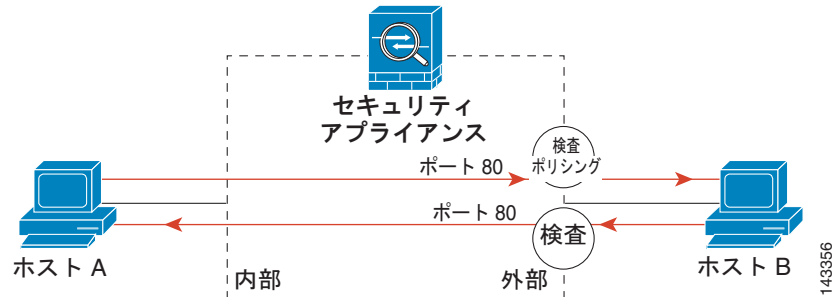 セキュリティ
アプライアンス
検査
ポリシング
ポート 80
ポート 80
検査
ホスト A
内部
外部
ホスト B
143356